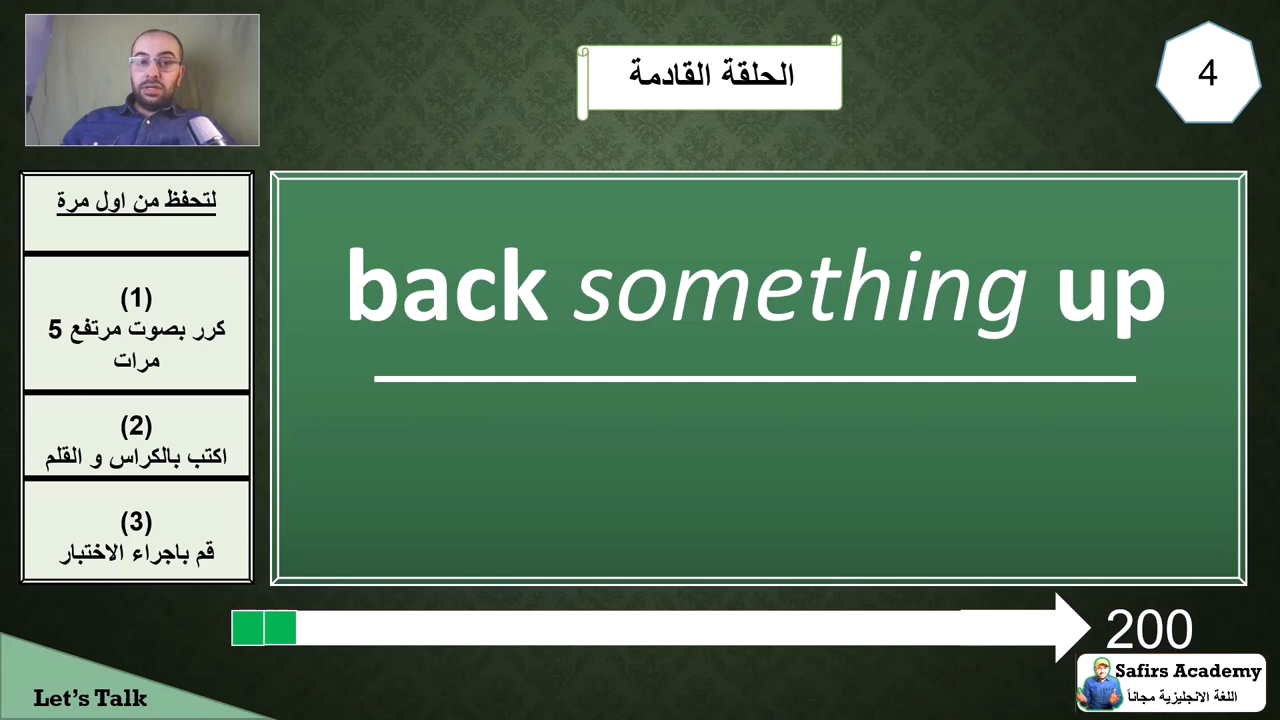 الحلقة القادمة
4
لتحفظ من اول مرة
(1)
كرر بصوت مرتفع 5
مرات
(2)
اكتب بالكراس و القلم
(3)
قم باجراء الاختبار
back something up
200
Let's Talk
Safirs Academy
اللغة الانجليزية مجاناً